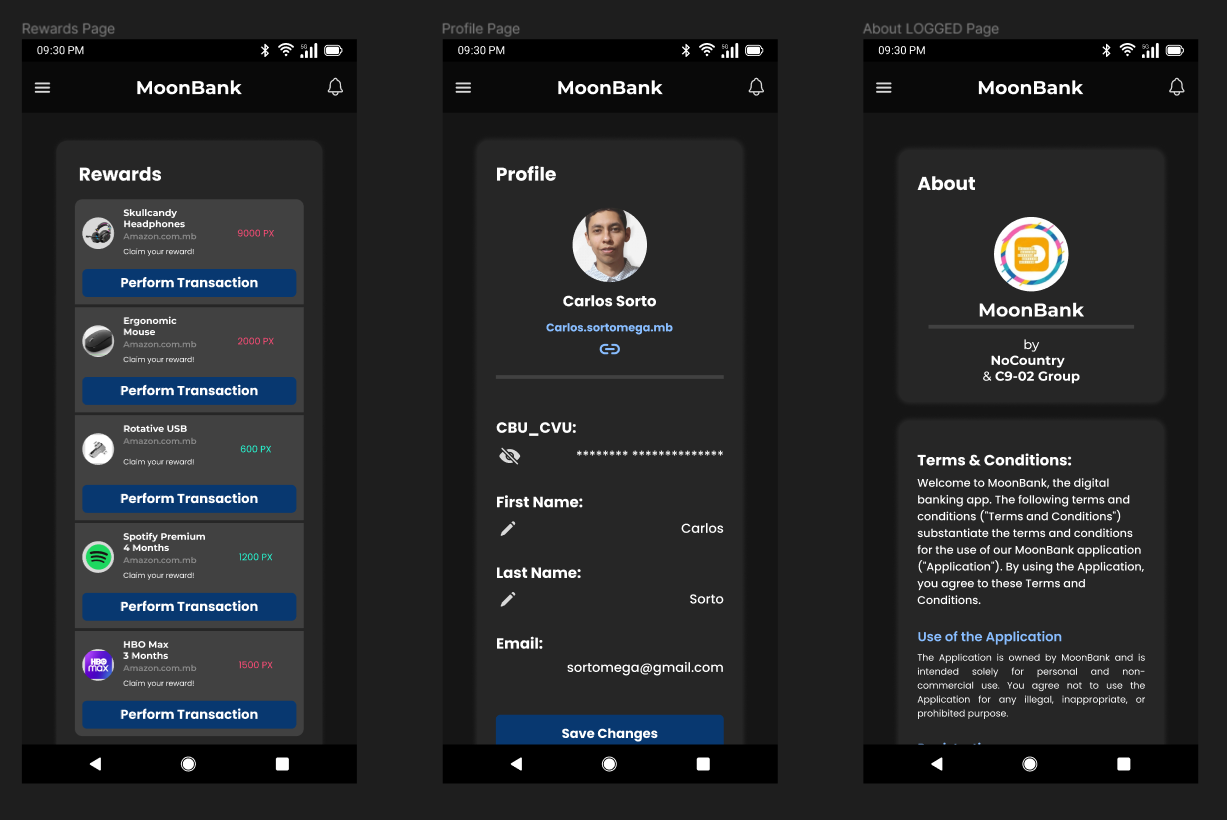 Rewards Page
09:30 PM
5G
MoonBank
Rewards
Skullcandy
Headphones
Amazon.com.mb
Claim your reward!
9000 PX
Perform Transaction
Ergonomic
Mouse
Amazon.com.mb
Claim your reward!
2000 PX
Perform Transaction
Rotative USB
Amazon.com.mb
Claim your reward!
600 PX
Perform Transaction
Spotify Premium
4 Months
Amazon.com.mb
Claim your reward!
1200 PX
Perform Transaction
HBO
max
HBO Max
3 Months
Amazon.com.mb
Claim your reward!
1500 PX
Perform Transaction
Profile Page
09:30 PM
5G
MoonBank
Profile
Carlos Sorto
Carlos.sortomega.mb
CBU_CVU:
******** **************
First Name:
Carlos
Last Name:
Sorto
Email:
sortomega@gmail.com
Save Changes
About LOGGED Page
09:30 PM
5G
MoonBank
About
MoonBank
by
NoCountry
& C9-02 Group
Terms & Conditions:
Welcome to MoonBank, the digital
banking app. The following terms and
conditions ("Terms and Conditions")
substantiate the terms and conditions
for the use of our MoonBank application
("Application"). By using the Application,
you agree to these Terms and
Conditions.
Use of the Application
The Application is owned by MoonBank and is
intended solely for personal and non-
commercial use. You agree not to use the
Application for any illegal, inappropriate, or
prohibited purpose.